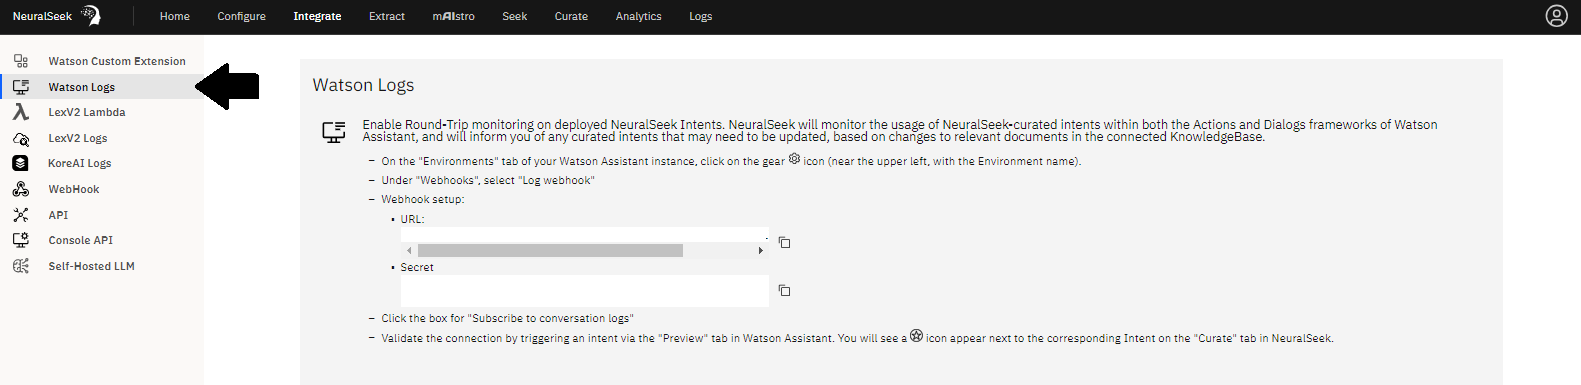 NeuralSeek
Home Configure Integrate Extract mAIstro Seek Curate Analytics Logs
Watson Custom Extension
Watson Logs
LexV2 Lambda
LexV2 Logs
KoreAI Logs
WebHook
API
Console API
Self-Hosted LLM
Watson Logs
Enable Round-Trip monitoring on deployed NeuralSeek Intents. NeuralSeek will monitor the usage of NeuralSeek-curated intents within both the Actions and Dialogs frameworks of Watson
Assistant, and will inform you of any curated intents that may need to be updated, based on changes to relevant documents in the connected KnowledgeBase.
– On the "Environments" tab of your Watson Assistant instance, click on the gear icon (near the upper left, with the Environment name).
– Under "Webhooks", select "Log webhook"
– Webhook setup:
▪ URL:
▪ Secret
– Click the box for "Subscribe to conversation logs"
– Validate the connection by triggering an intent via the "Preview" tab in Watson Assistant. You will see a icon appear next to the corresponding Intent on the "Curate" tab in NeuralSeek.